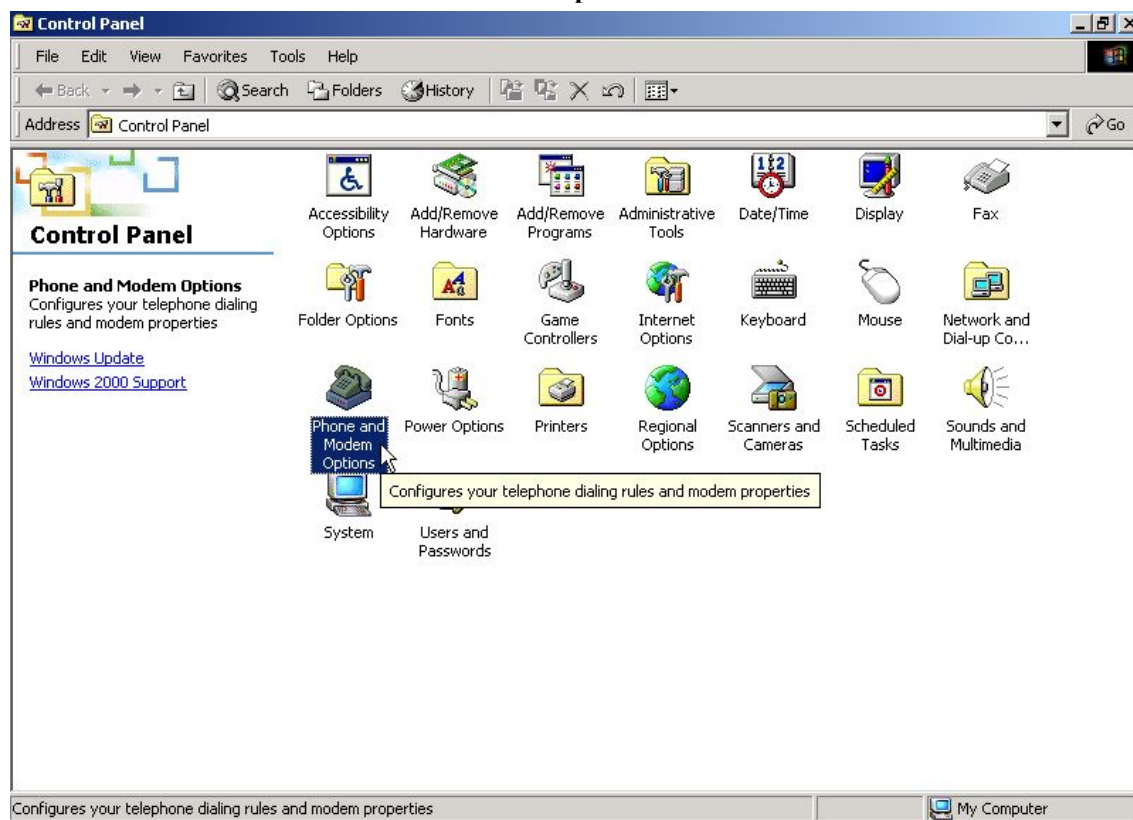 Control Panel
File Edit View Favorites Tools Help
Back Search Folders History
Address Control Panel Go
Control Panel
Phone and Modem Options
Configures your telephone dialing
rules and modem properties
Windows Update
Windows 2000 Support
Accessibility Options
Add/Remove Hardware
Add/Remove Programs
Administrative Tools
Date/Time
Display
Fax
Folder Options
Fonts
Game Controllers
Internet Options
Keyboard
Mouse
Network and Dial-up Co...
Phone and Modem Options
Power Options
Printers
Regional Options
Scanners and Cameras
Scheduled Tasks
Sounds and Multimedia
Configures your telephone dialing rules and modem properties
System
Users and Passwords
Configures your telephone dialing rules and modem properties
My Computer